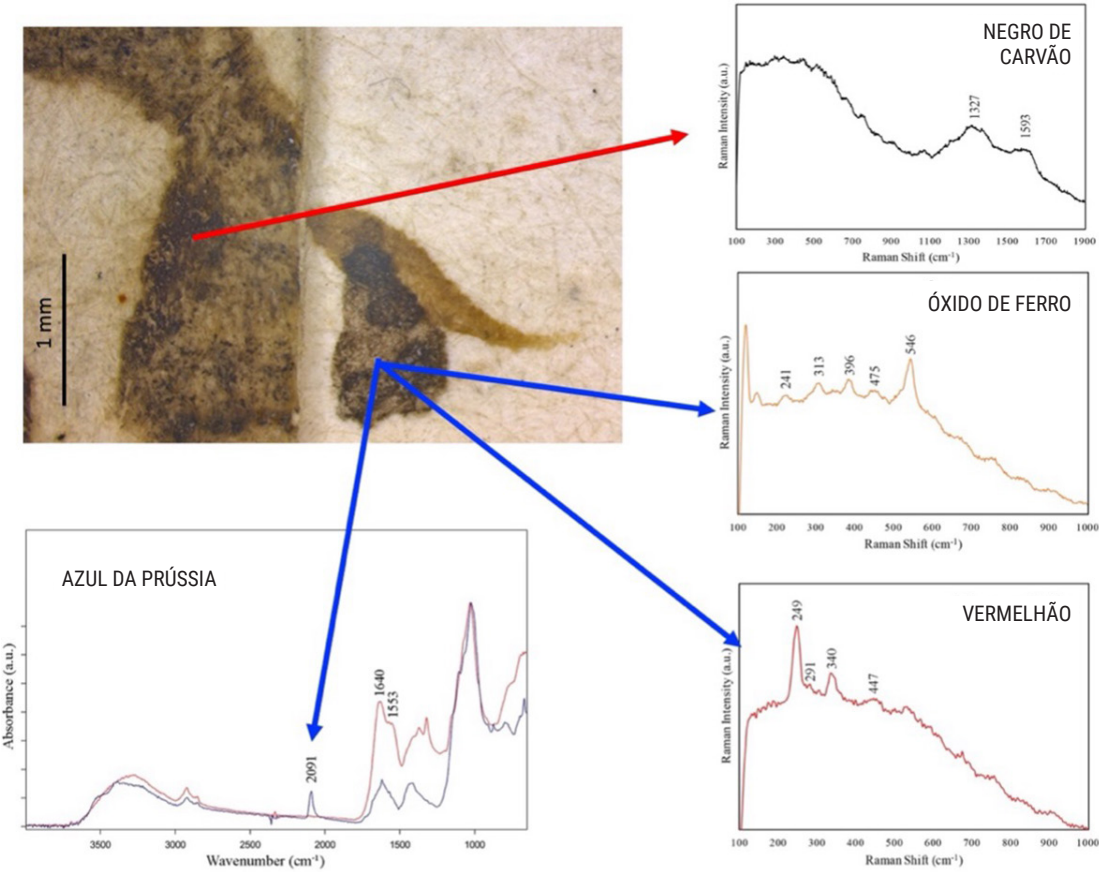 1 mm
NEGRO DE
CARVÃO
Raman Intensity (a.u.)
1327
1593
100 300 500 700 900 1100 1300 1500 1700 1900
Raman Shift (cm-1)
ÓXIDO DE FERRO
Raman Intensity (a.u.)
241
313
396
475
546
100 200 300 400 500 600 700 800 900 1000
Raman Shift (cm-1)
AZUL DA PRÚSSIA
Absorbance (a.u.)
2091
1640
1553
3500 3000 2500 2000 1500 1000
Wavenumber (cm-1)
VERMELHÃO
Raman Intensity (a.u.)
249
291
340
447
100 200 300 400 500 600 700 800 900 1000
Raman Shift (cm-1)